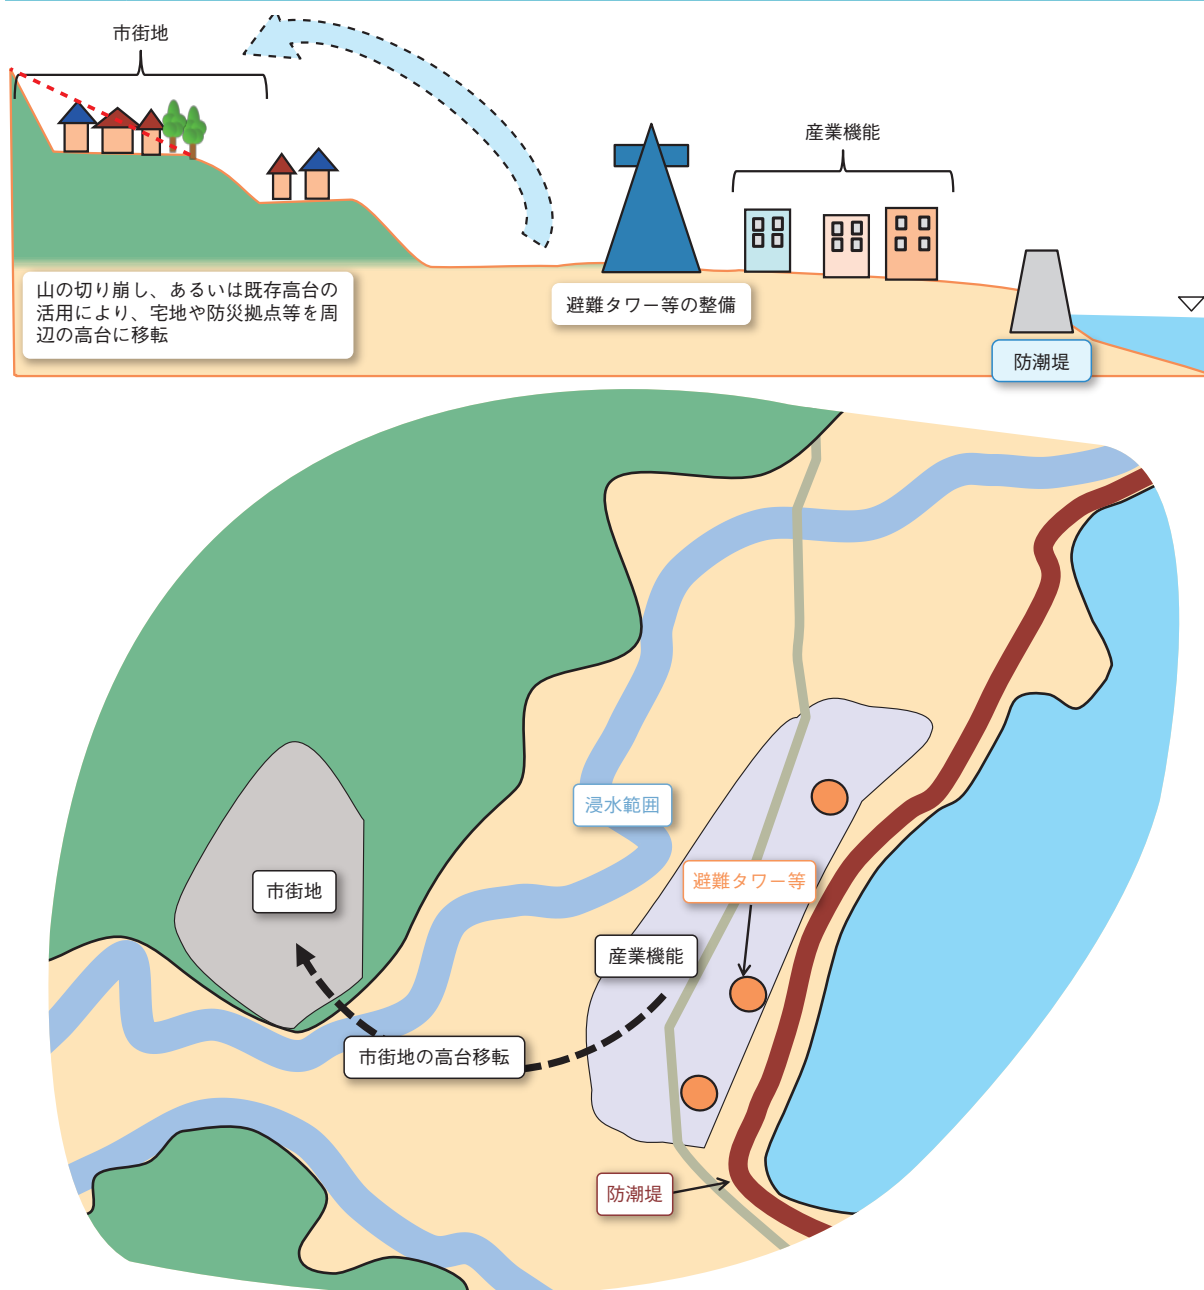 市街地
産業機能
山の切り崩し、あるいは既存高台の
活用により、宅地や防災拠点等を周
辺の高台に移転
避難タワー等の整備
防潮堤
浸水範囲
避難タワー等
市街地
産業機能
市街地の高台移転
防潮堤